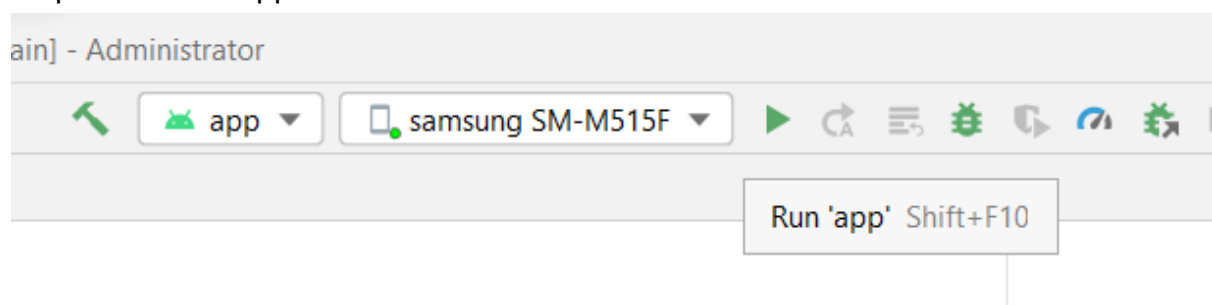 ain] - Administrator
app
samsung SM-M515F
Run 'app' Shift+F10